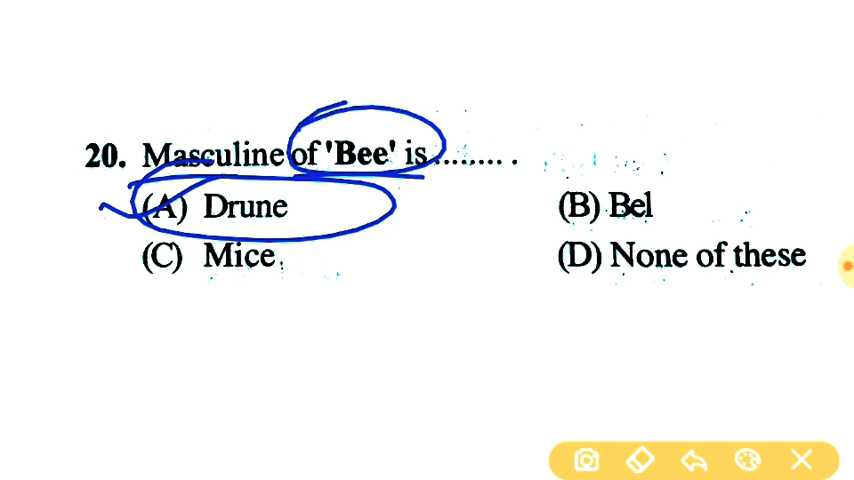 20. Masculine of 'Bee' is ........ .
(A) Drune (B) Bel
(C) Mice (D) None of these